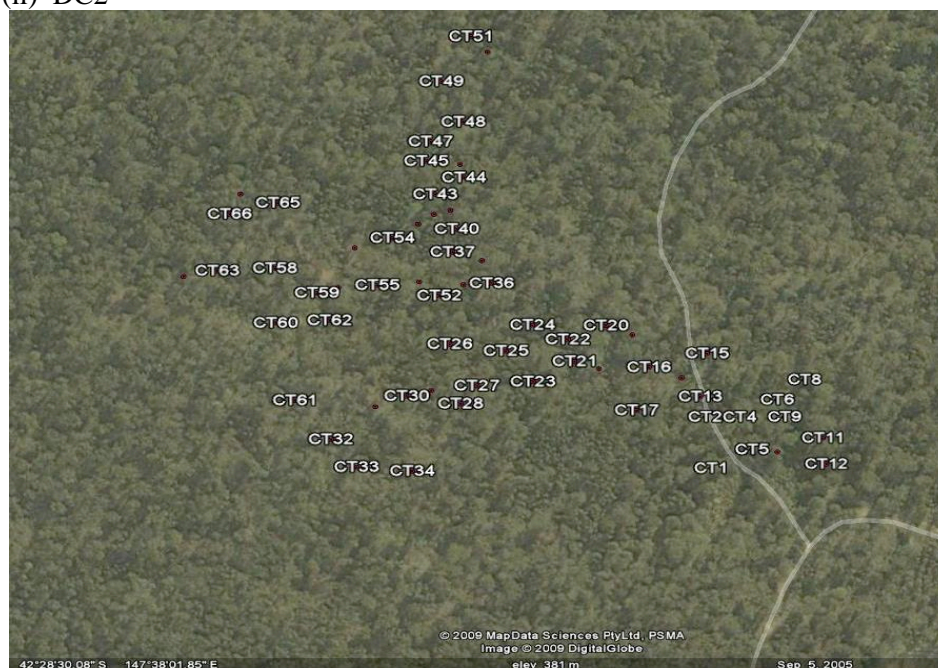 (ii) DC2
CT51
CT49
CT48
CT47
CT45
CT44
CT43
CT65
CT66
CT40
CT54
CT37
CT63
CT58
CT55
CT36
CT59
CT52
CT60
CT62
CT24
CT20
CT22
CT26
CT25
CT15
CT21
CT16
CT23
CT8
CT27
CT30
CT28
CT61
CT13
CT6
CT17
CT2
CT4
CT9
CT32
CT11
CT5
CT33
CT34
CT1
CT12
© 2009 MapData Sciences PtyLtd, PSMA
Image © 2009 DigitalGlobe
42°28'30.08" S 147°38'01.85" E elev 381 m Sep 5, 2005